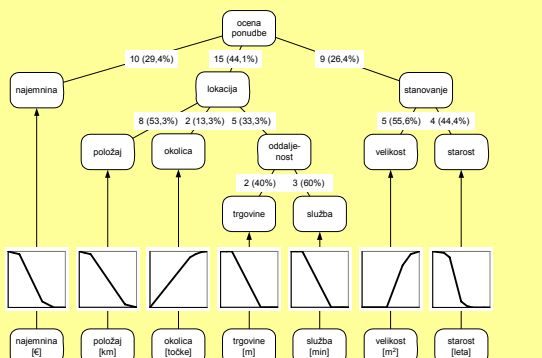 ocena
ponudbe
10 (29,4%)
15 (44,1%)
9 (26,4%)
najemnina
lokacija
stanovanje
8 (53,3%)
2 (13,3%)
5 (33,3%)
5 (55,6%)
4 (44,4%)
položaj
okolica
oddalje-
nost
velikost
starost
2 (40%)
3 (60%)
trgovine
služba
najemnina
[€]
položaj
[km]
okolica
[točke]
trgovine
[m]
služba
[min]
velikost
[m²]
starost
[leta]